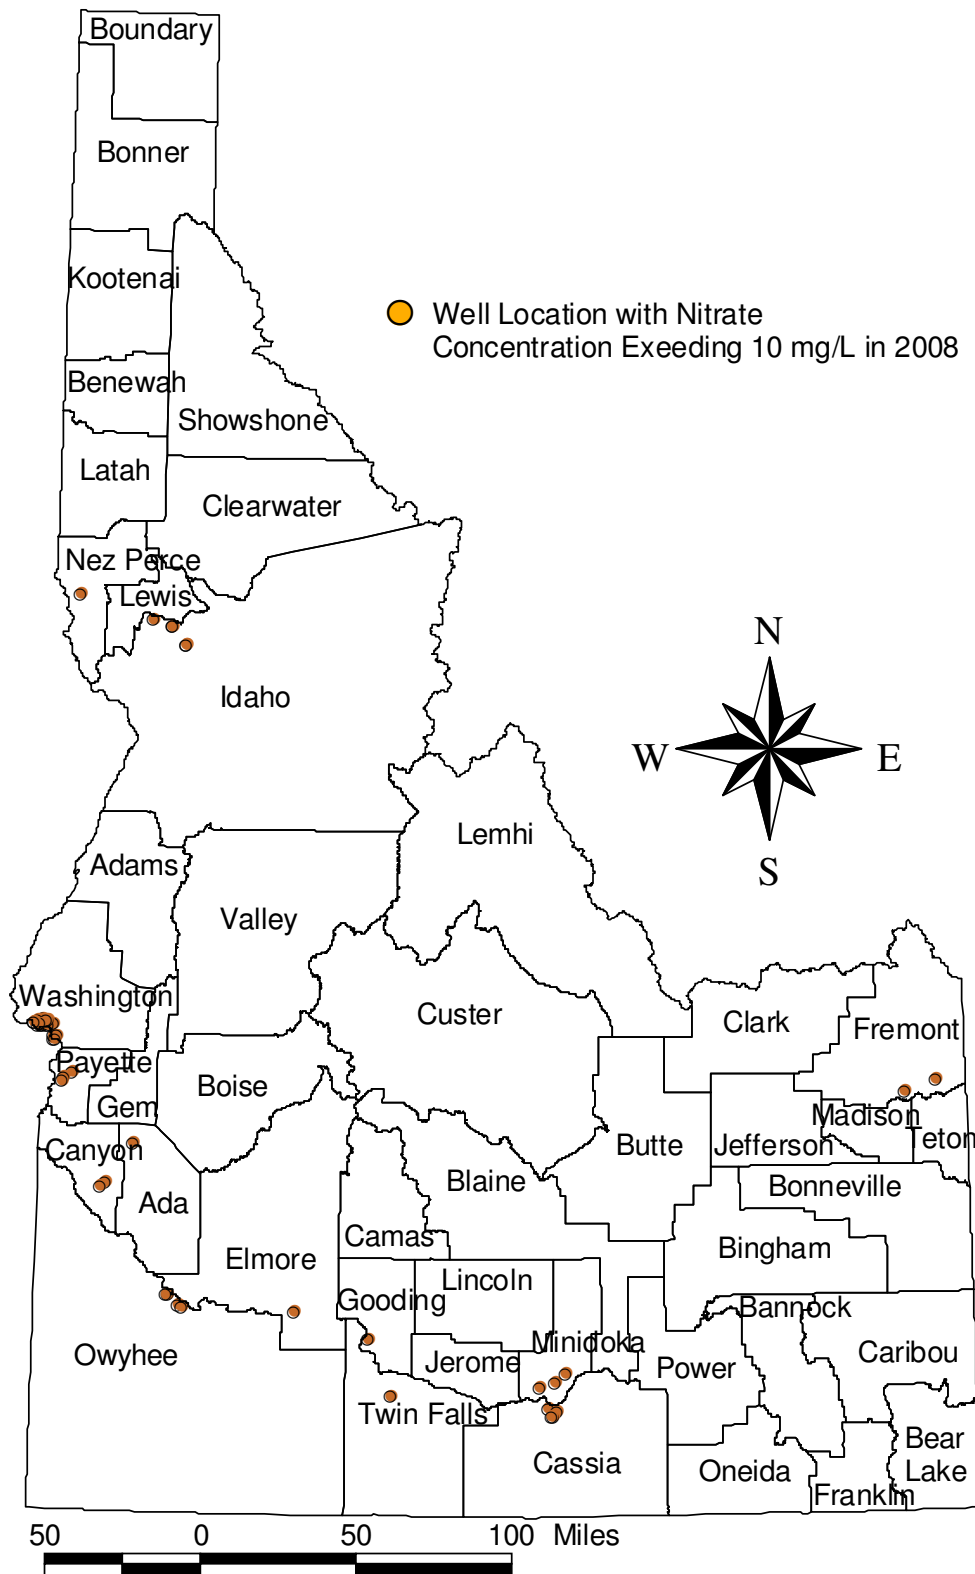 Boundary
Bonner
Kootenai
Well Location with Nitrate
Concentration Exeeding 10 mg/L in 2008
Benewah
Showshone
Latah
Clearwater
Nez Perce
Lewis
N
Idaho
W
E
Lemhi
S
Adams
Valley
Washington
Custer
Clark
Fremont
Payette
Boise
Gem
Madison
Canyon
Butte
Jefferson
Teton
Blaine
Bonneville
Ada
Camas
Bingham
Elmore
Lincoln
Gooding
Bannock
Minidoka
Owyhee
Jerome
Power
Caribou
Twin Falls
Bear
Lake
Cassia
Oneida
Franklin
50 0 50 100 Miles